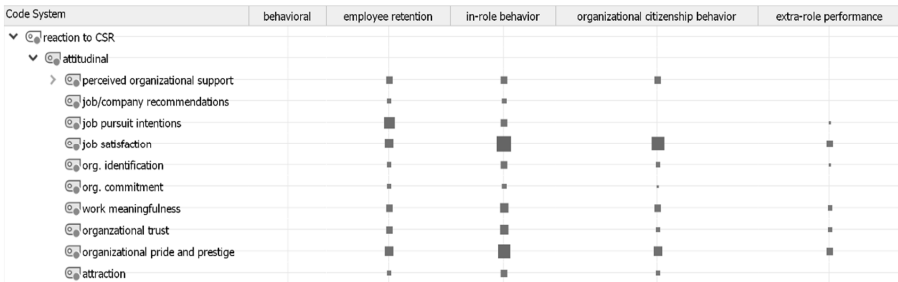 Code System behavioral employee retention in-role behavior organizational citizenship behavior extra-role performance
reaction to CSR
attitudinal
perceived organizational support
job/company recommendations
job pursuit intentions
job satisfaction
org. identification
org. commitment
work meaningfulness
organzational trust
organizational pride and prestige
attraction